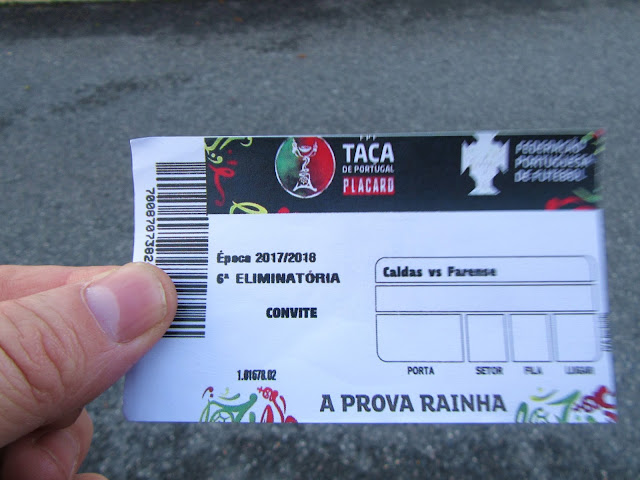 FPF
TAÇA
DE PORTUGAL
PLACARD
FEDERAÇÃO
PORTUGUESA
DE FUTEBOL
7008707382
Época 2017/2018
6ª ELIMINATÓRIA
CONVITE
Caldas vs Farense
PORTA SETOR FILA LUGAR
1.01678.02
A PROVA RAINHA